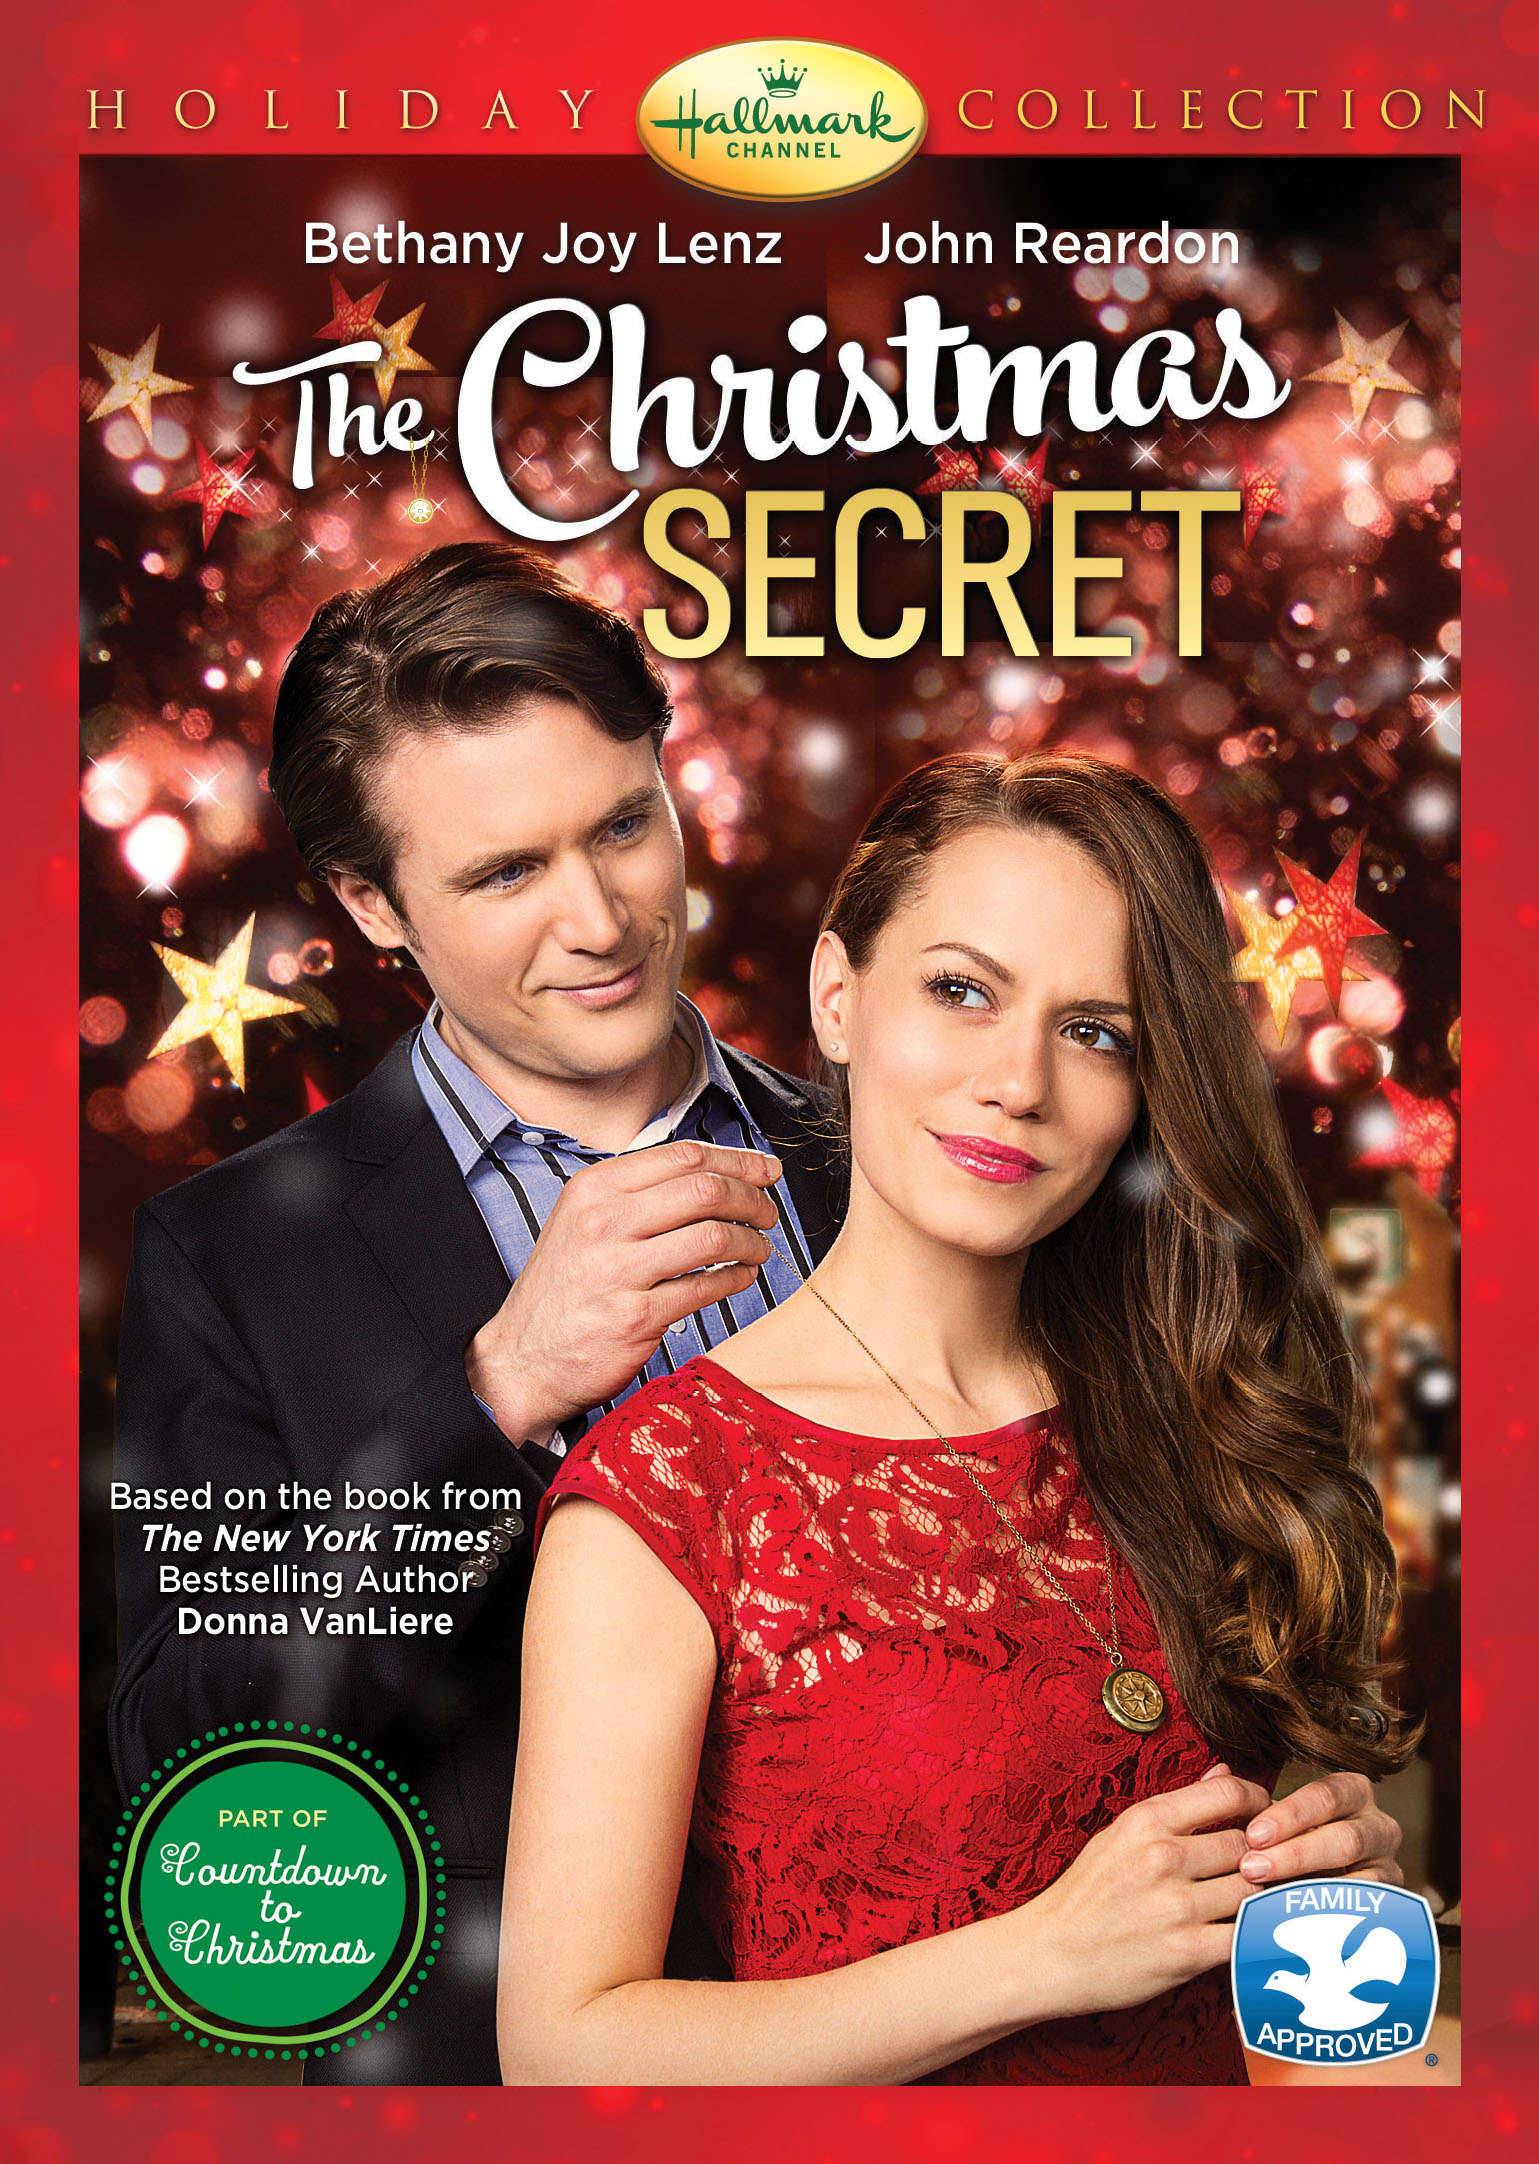 HOLIDAY Hallmark COLLECTION
CHANNEL
Bethany Joy Lenz John Reardon
The Christmas
SECRET
Based on the book from
The New York Times
Bestselling Author
Donna VanLiere
PART OF
Countdown
to
Christmas
FAMILY
APPROVED
®